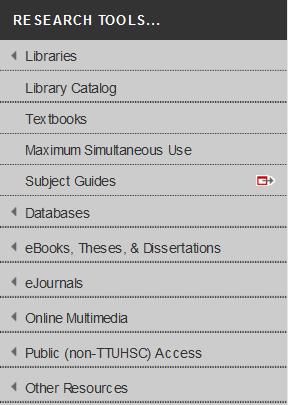 RESEARCH TOOLS...
Libraries
Library Catalog
Textbooks
Maximum Simultaneous Use
Subject Guides
Databases
eBooks, Theses, & Dissertations
eJournals
Online Multimedia
Public (non-TTUHSC) Access
Other Resources